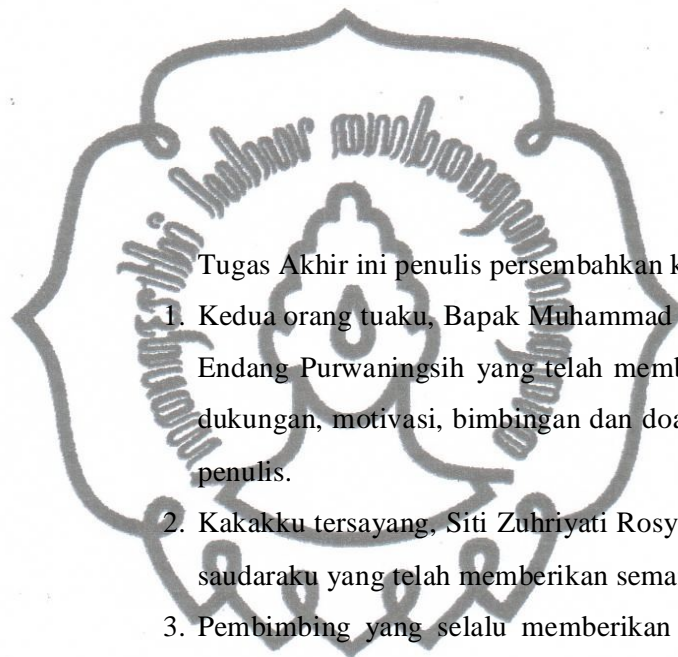 Tugas Akhir ini penulis persembahkan k
1. Kedua orang tuaku, Bapak Muhammad
Endang Purwaningsih yang telah memb
dukungan, motivasi, bimbingan dan doa
penulis.
2. Kakakku tersayang, Siti Zuhriyati Rosy
saudaraku yang telah memberikan sema
3. Pembimbing yang selalu memberikan